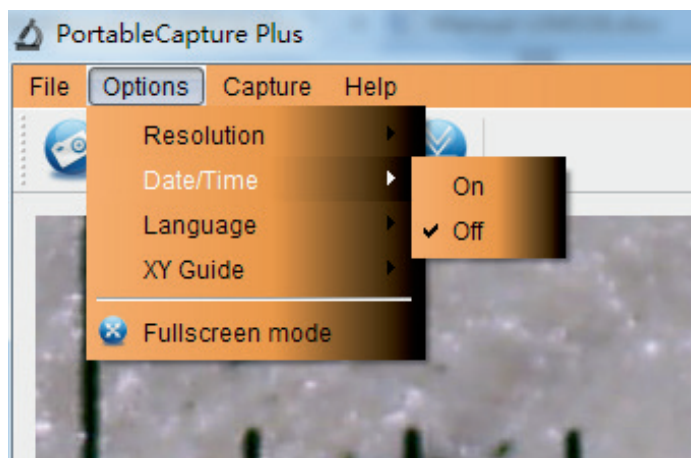 PortableCapture Plus
File Options Capture Help
Resolution
Date/Time
On
Language
Off
XY Guide
Fullscreen mode